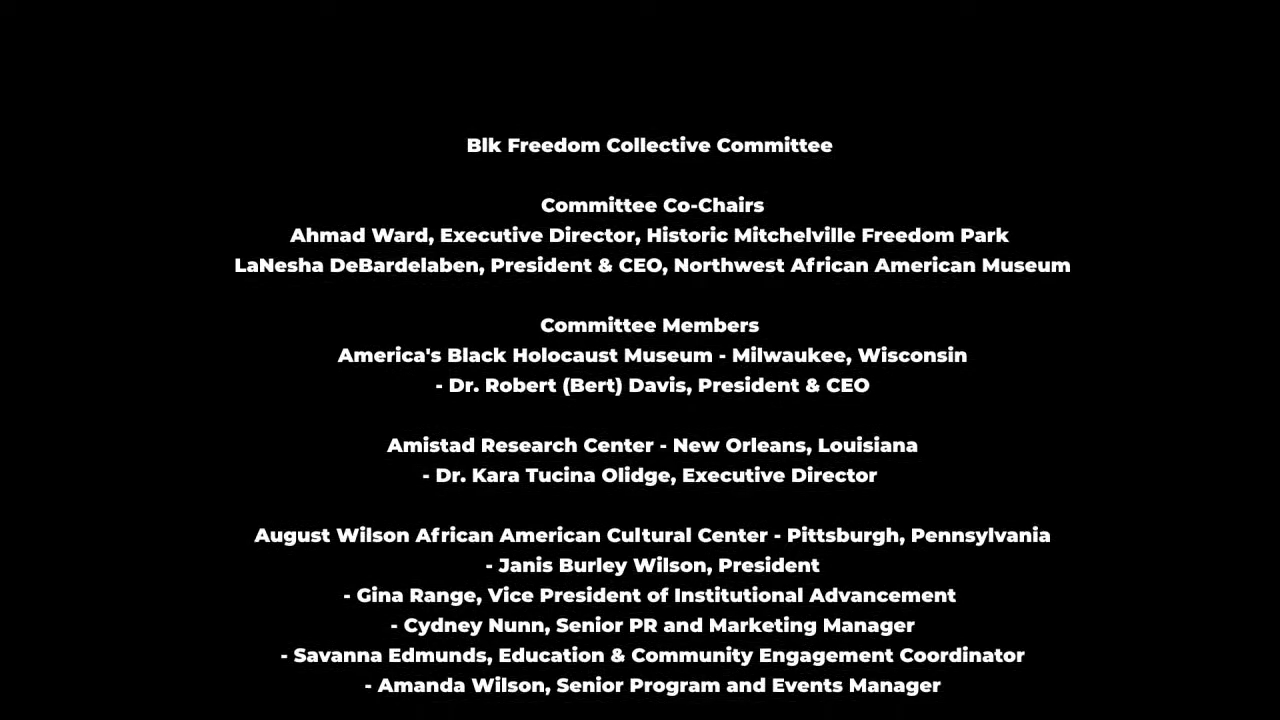 Blk Freedom Collective Committee
Committee Co-Chairs
Ahmad Ward, Executive Director, Historic Mitchelville Freedom Park
LaNesha DeBardelaben, President & CEO, Northwest African American Museum
Committee Members
America's Black Holocaust Museum - Milwaukee, Wisconsin
- Dr. Robert (Bert) Davis, President & CEO
Amistad Research Center - New Orleans, Louisiana
- Dr. Kara Tucina Olidge, Executive Director
August Wilson African American Cultural Center - Pittsburgh, Pennsylvania
- Janis Burley Wilson, President
- Gina Range, Vice President of Institutional Advancement
- Cydney Nunn, Senior PR and Marketing Manager
- Savanna Edmunds, Education & Community Engagement Coordinator
- Amanda Wilson, Senior Program and Events Manager